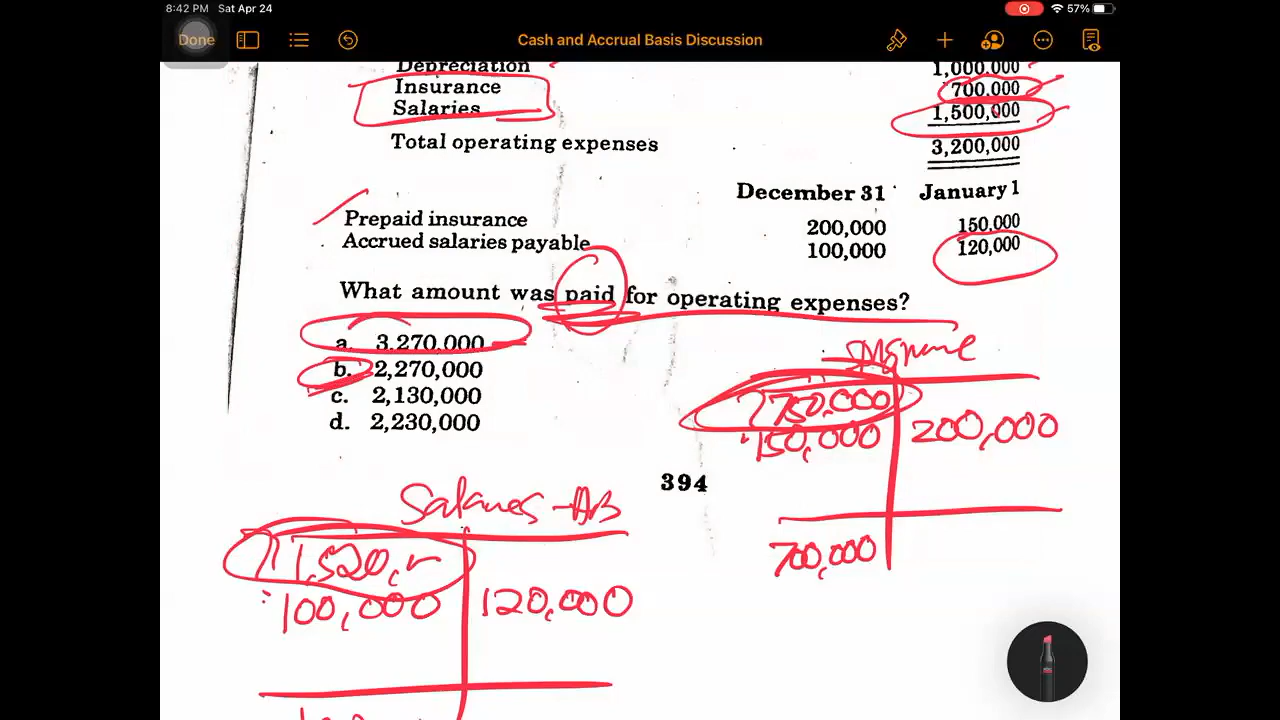 8:42 PM Sat Apr 24
57%
Done
Cash and Accrual Basis Discussion
Depreciation 1,000,000
Insurance 700,000
Salaries 1,500,000
Total operating expenses 3,200,000
December 31 January 1
Prepaid insurance 200,000 150,000
Accrued salaries payable 100,000 120,000
What amount was paid for operating expenses?
a. 3,270,000
b. 2,270,000
c. 2,130,000
d. 2,230,000
394
750,000
150,000 200,000
700,000
Salaries - AB
1,520,
100,000 120,000